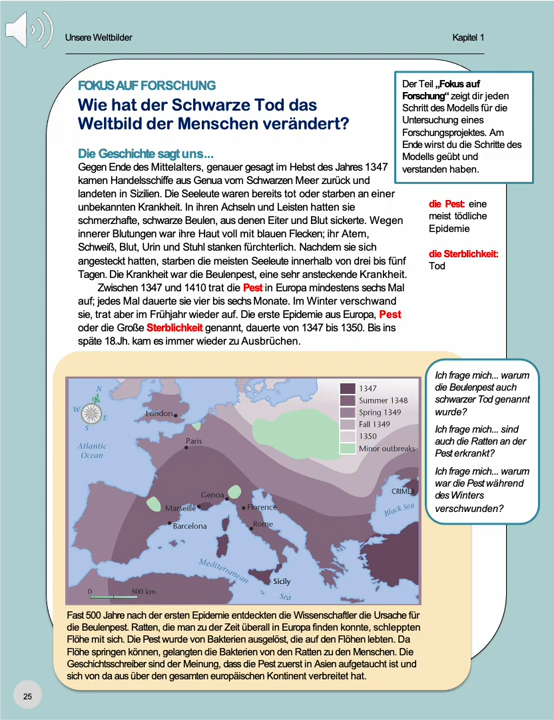 Unsere Weltbilder
Kapitel 1
FOKUS AUF FORSCHUNG
Wie hat der Schwarze Tod das
Weltbild der Menschen verändert?
Die Geschichte sagt uns...
Gegen Ende des Mittelalters, genauer gesagt im Hebst des Jahres 1347
kamen Handelsschiffe aus Genua vom Schwarzen Meer zurück und
landeten in Sizilien. Die Seeleute waren bereits tot oder starben an einer
unbekannten Krankheit. In ihren Achseln und Leisten hatten sie
schmerzhafte, schwarze Beulen, aus denen Eiter und Blut sickerte. Wegen
innerer Blutungen war ihre Haut voll mit blauen Flecken; ihr Atem,
Schweiß, Blut, Urin und Stuhl stanken fürchterlich. Nachdem sie sich
angesteckt hatten, starben die meisten Seeleute innerhalb von drei bis fünf
Tagen. Die Krankheit war die Beulenpest, eine sehr ansteckende Krankheit.
Zwischen 1347 und 1410 trat die Pest in Europa mindestens sechs Mal
auf; jedes Mal dauerte sie vier bis sechs Monate. Im Winter verschwand
sie, trat aber im Frühjahr wieder auf. Die erste Epidemie aus Europa, Pest
oder die Große Sterblichkeit genannt, dauerte von 1347 bis 1350. Bis ins
späte 18.Jh. kam es immer wieder zu Ausbrüchen.
Der Teil „Fokus auf
Forschung“ zeigt dir jeden
Schritt des Modells für die
Untersuchung eines
Forschungsprojektes. Am
Ende wirst du die Schritte des
Modells geübt und
verstanden haben.
die Pest: eine
meist tödliche
Epidemie
die Sterblichkeit:
Tod
N
W
E
S
Atlantic
Ocean
London
Paris
Genoa
Marseille
Florence
Barcelona
Rome
CRIMEA
Black Sea
Mediterranean
Sea
Sicily
0 500 km
1347
Summer 1348
Spring 1349
Fall 1349
1350
Minor outbreaks
Ich frage mich... warum
die Beulenpest auch
schwarzer Tod genannt
wurde?
Ich frage mich... sind
auch die Ratten an der
Pest erkrankt?
Ich frage mich... warum
war die Pest während
des Winters
verschwunden?
Fast 500 Jahre nach der ersten Epidemie entdeckten die Wissenschaftler die Ursache für
die Beulenpest. Ratten, die man zu der Zeit überall in Europa finden konnte, schleppten
Flöhe mit sich. Die Pest wurde von Bakterien ausgelöst, die auf den Flöhen lebten. Da
Flöhe springen können, gelangten die Bakterien von den Ratten zu den Menschen. Die
Geschichtsschreiber sind der Meinung, dass die Pest zuerst in Asien aufgetaucht ist und
sich von da aus über den gesamten europäischen Kontinent verbreitet hat.
25